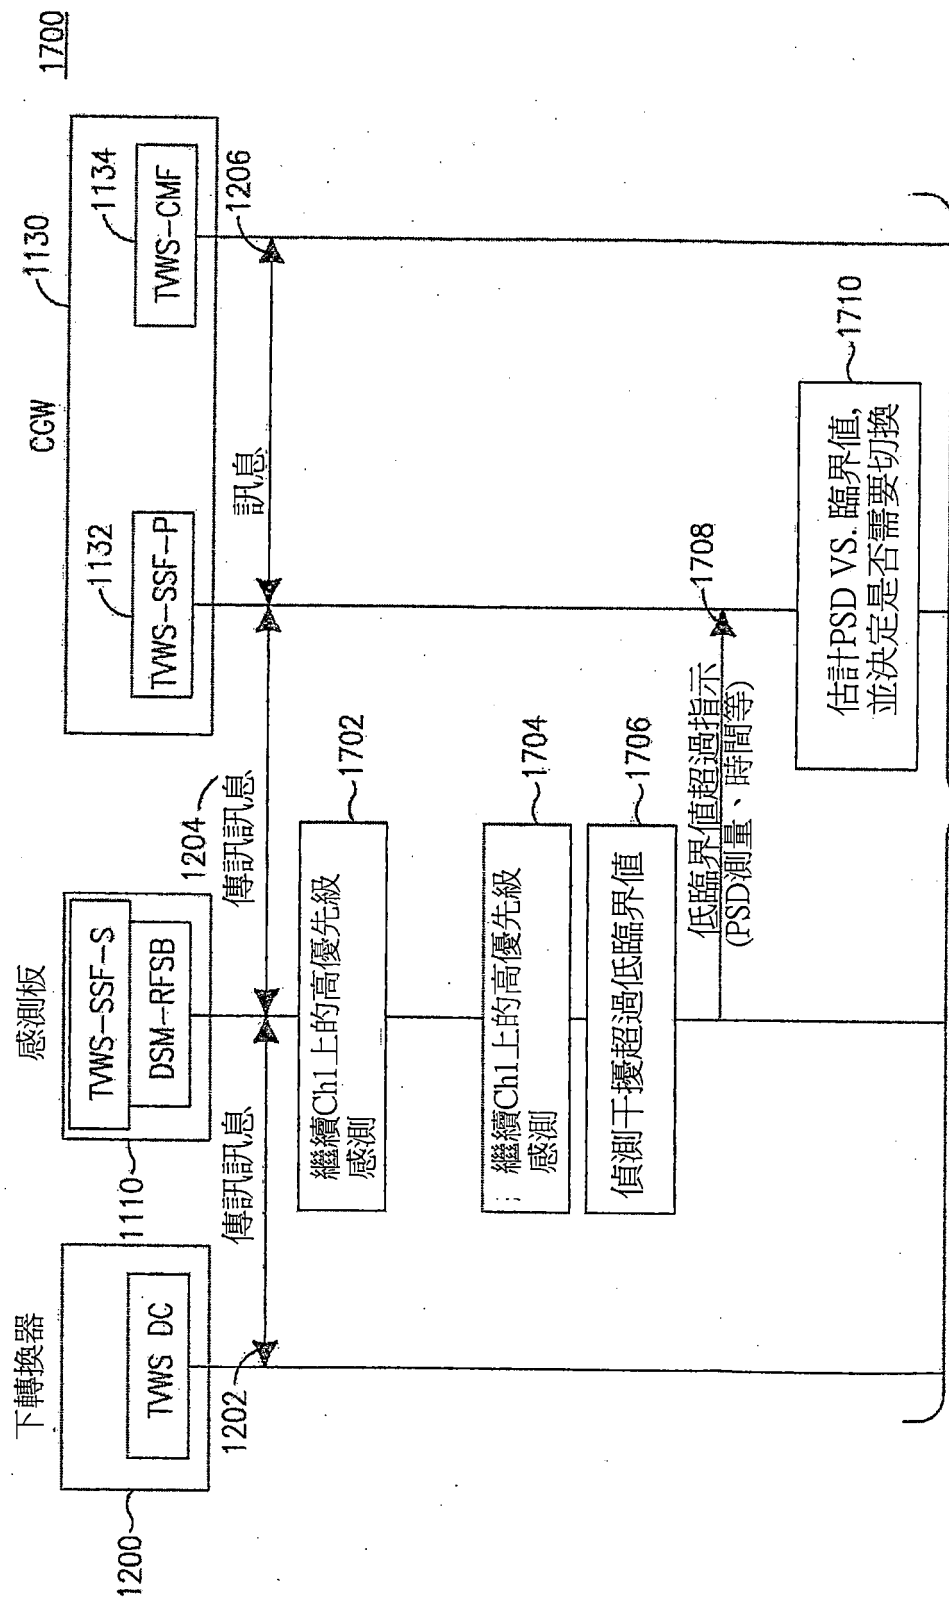 1700
下轉換器
感測板
CGW
1200
TVWS DC
1110
TVWS-SSF-S
DSM-RFSB
1130
1132
TVWS-SSF-P
1134
TVWS-CMF
1202
傳訊訊息
1204
傳訊訊息
訊息
1206
繼續Ch1上的高優先級
感測
1702
繼續Ch1上的高優先級
感測
1704
偵測干擾超過低臨界值
1706
低臨界值超過指示
(PSD測量、時間等)
1708
估計PSD VS. 臨界值,
並決定是否需要切換
1710